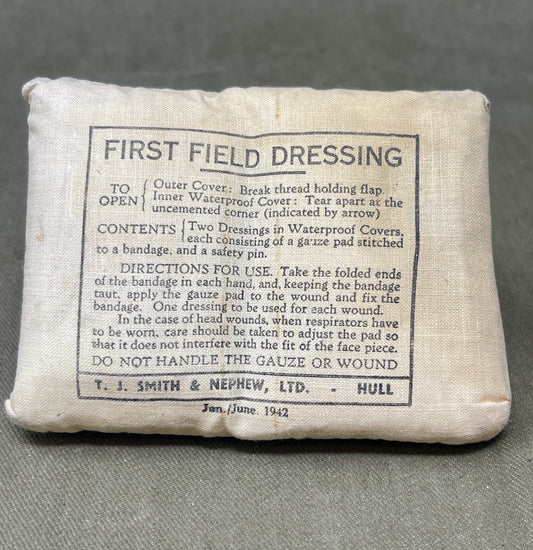 FIRST FIELD DRESSING
TO OPEN { Outer Cover: Break thread holding flap.
Inner Waterproof Cover: Tear apart at the
uncemented corner (indicated by arrow)
CONTENTS { Two Dressings in Waterproof Covers,
each consisting of a gauze pad stitched
to a bandage, and a safety pin.
DIRECTIONS FOR USE. Take the folded ends
of the bandage in each hand, and, keeping the bandage
taut, apply the gauze pad to the wound and fix the
bandage. One dressing to be used for each wound.
In the case of head wounds, when respirators have
to be worn, care should be taken to adjust the pad so
that it does not interfere with the fit of the face piece.
DO NOT HANDLE THE GAUZE OR WOUND
T. J. SMITH & NEPHEW, LTD. - HULL
Jan./June 1942